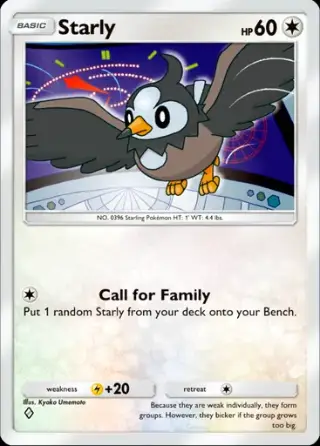 BASIC
Starly
HP 60
NO. 0396 Starling Pokémon HT: 1' WT: 4.4 lbs.
Call for Family
Put 1 random Starly from your deck onto your Bench.
weakness +20 retreat
Illus. Kyoko Umemoto
Because they are weak individually, they form
groups. However, they bicker if the group grows
too big.